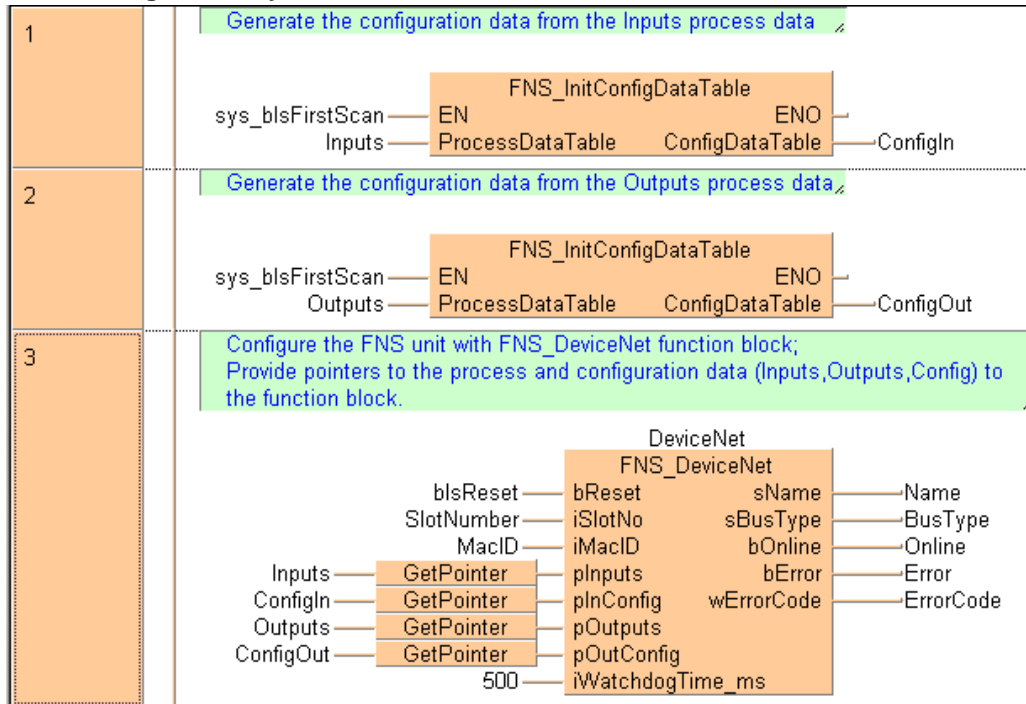 1
Generate the configuration data from the Inputs process data
FNS_InitConfigDataTable
sys_bIsFirstScan EN ENO
Inputs ProcessDataTable ConfigDataTable ConfigIn
2
Generate the configuration data from the Outputs process data
FNS_InitConfigDataTable
sys_bIsFirstScan EN ENO
Outputs ProcessDataTable ConfigDataTable ConfigOut
3
Configure the FNS unit with FNS_DeviceNet function block;
Provide pointers to the process and configuration data (Inputs,Outputs,Config) to
the function block.
DeviceNet
FNS_DeviceNet
bIsReset bReset sName Name
SlotNumber iSlotNo sBusType BusType
MacID iMacID bOnline Online
Inputs GetPointer pInputs bError Error
ConfigIn GetPointer pInConfig wErrorCode ErrorCode
Outputs GetPointer pOutputs
ConfigOut GetPointer pOutConfig
500 iWatchdogTime_ms